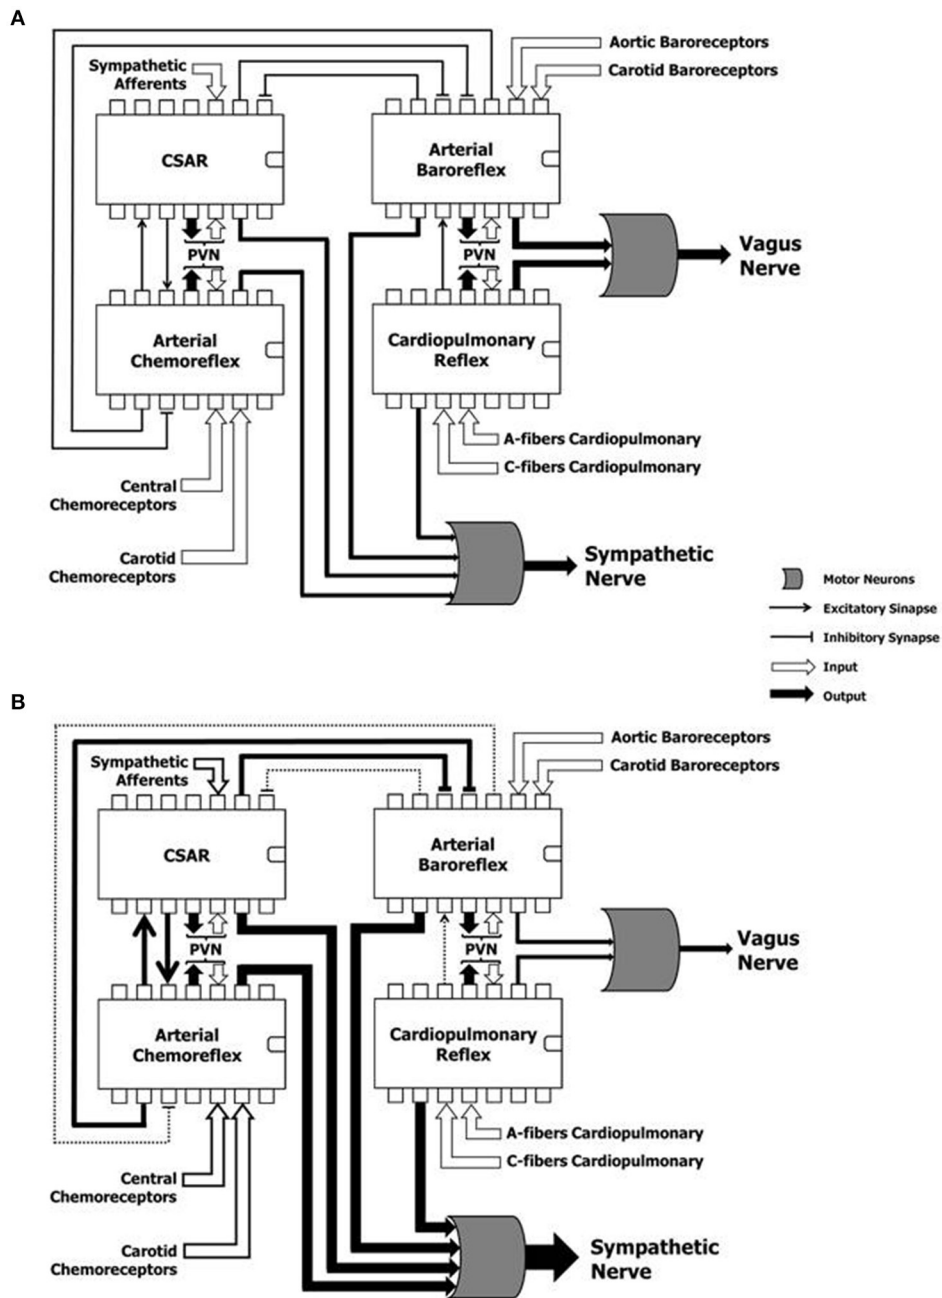 A
Aortic Baroreceptors
Sympathetic
Afferents
Carotid Baroreceptors
CSAR
Arterial
Baroreflex
PVN
PVN
Vagus
Nerve
Arterial
Chemoreflex
Cardiopulmonary
Reflex
A-fibers Cardiopulmonary
C-fibers Cardiopulmonary
Central
Chemoreceptors
Carotid
Chemoreceptors
Sympathetic
Nerve
Motor Neurons
Excitatory Sinapse
Inhibitory Synapse
Input
Output
B
Aortic Baroreceptors
Sympathetic
Afferents
Carotid Baroreceptors
CSAR
Arterial
Baroreflex
PVN
PVN
Vagus
Nerve
Arterial
Chemoreflex
Cardiopulmonary
Reflex
A-fibers Cardiopulmonary
C-fibers Cardiopulmonary
Central
Chemoreceptors
Carotid
Chemoreceptors
Sympathetic
Nerve